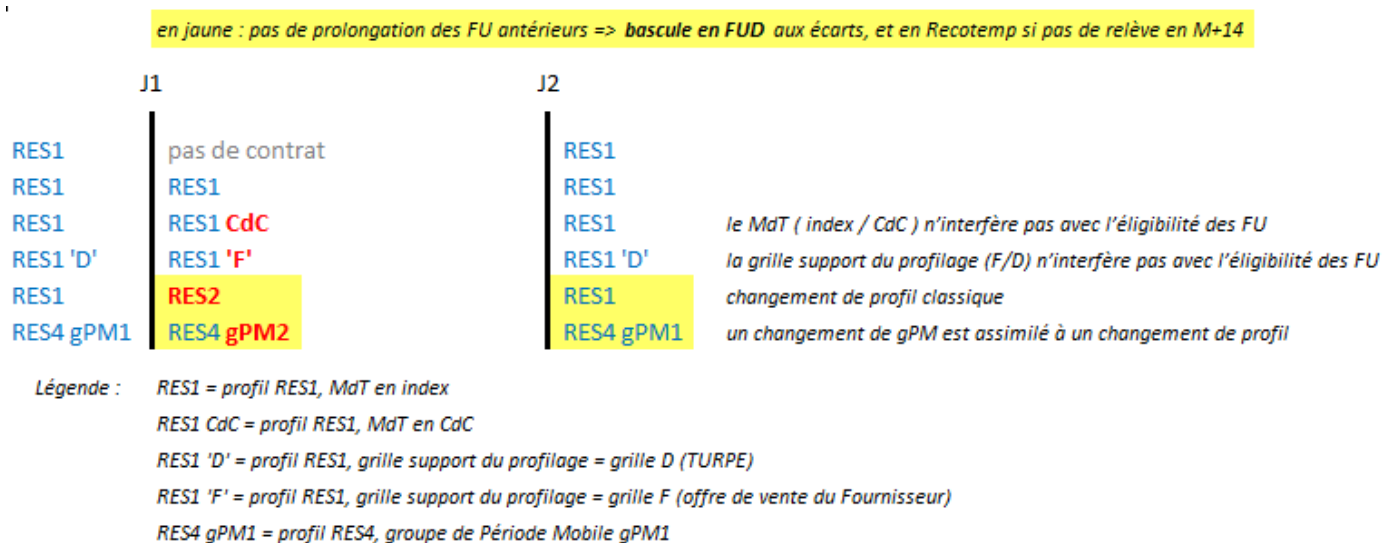 en jaune : pas de prolongation des FU antérieurs => bascule en FUD aux écarts, et en Recotemp si pas de relève en M+14
J1 J2
RES1 pas de contrat RES1
RES1 RES1 RES1
RES1 RES1 CdC RES1 le MdT ( index / CdC ) n'interfère pas avec l'éligibilité des FU
RES1 'D' RES1 'F' RES1 'D' la grille support du profilage (F/D) n'interfère pas avec l'éligibilité des FU
RES1 RES2 RES1 changement de profil classique
RES4 gPM1 RES4 gPM2 RES4 gPM1 un changement de gPM est assimilé à un changement de profil
Légende : RES1 = profil RES1, MdT en index
RES1 CdC = profil RES1, MdT en CdC
RES1 'D' = profil RES1, grille support du profilage = grille D (TURPE)
RES1 'F' = profil RES1, grille support du profilage = grille F (offre de vente du Fournisseur)
RES4 gPM1 = profil RES4, groupe de Période Mobile gPM1